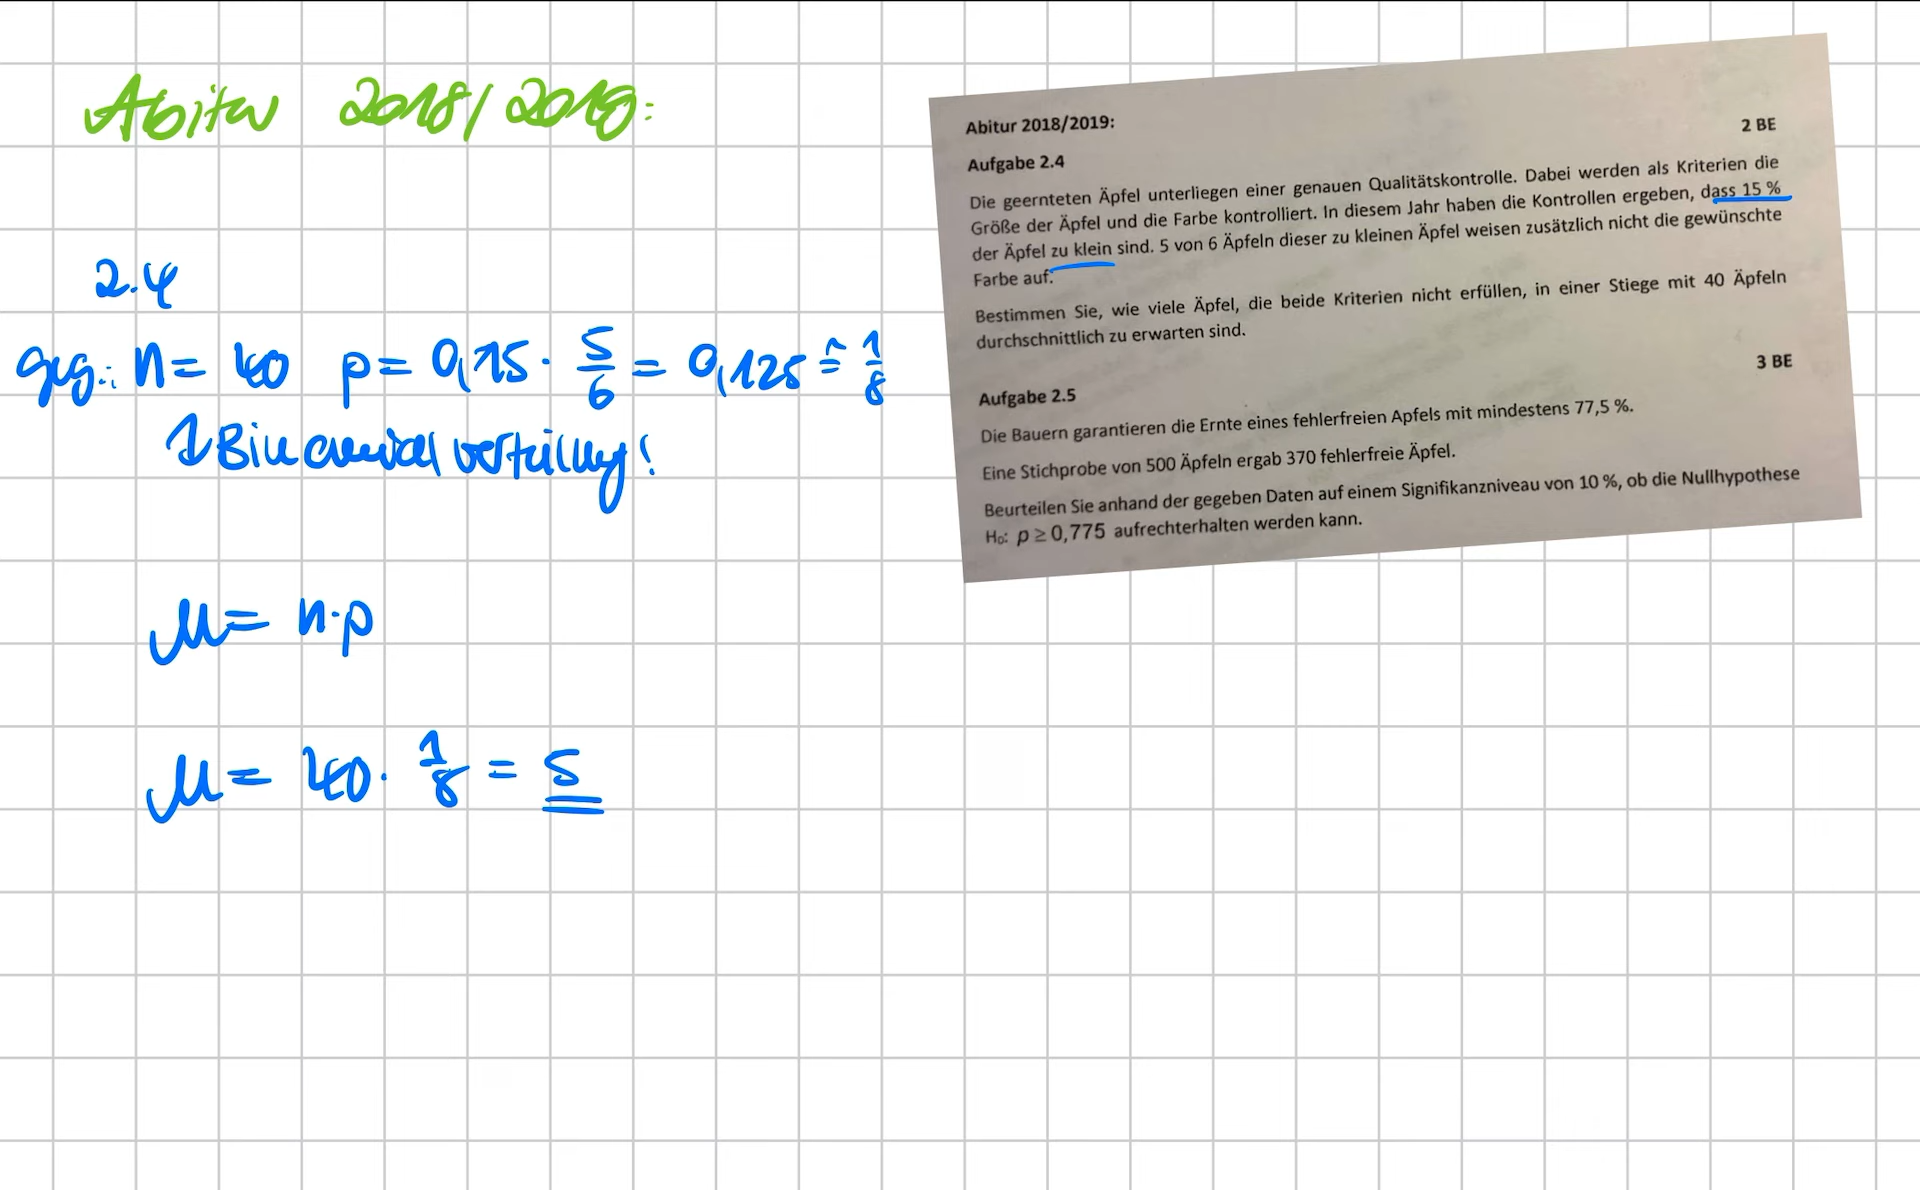 Abitur 2018/2019:
2.4
geg.: n = 40 p = 0,15 · 5/6 = 0,125 ≙ 1/8
Binomialverteilung!
μ = n·p
μ = 40 · 1/8 = 5
Abitur 2018/2019:
2 BE
Aufgabe 2.4
Die geernteten Äpfel unterliegen einer genauen Qualitätskontrolle. Dabei werden als Kriterien die
Größe der Äpfel und die Farbe kontrolliert. In diesem Jahr haben die Kontrollen ergeben, dass 15 %
der Äpfel zu klein sind. 5 von 6 Äpfeln dieser zu kleinen Äpfel weisen zusätzlich nicht die gewünschte
Farbe auf.
Bestimmen Sie, wie viele Äpfel, die beide Kriterien nicht erfüllen, in einer Stiege mit 40 Äpfeln
durchschnittlich zu erwarten sind.
3 BE
Aufgabe 2.5
Die Bauern garantieren die Ernte eines fehlerfreien Apfels mit mindestens 77,5 %.
Eine Stichprobe von 500 Äpfeln ergab 370 fehlerfreie Äpfel.
Beurteilen Sie anhand der gegeben Daten auf einem Signifikanzniveau von 10 %, ob die Nullhypothese
H₀: p ≥ 0,775 aufrechterhalten werden kann.